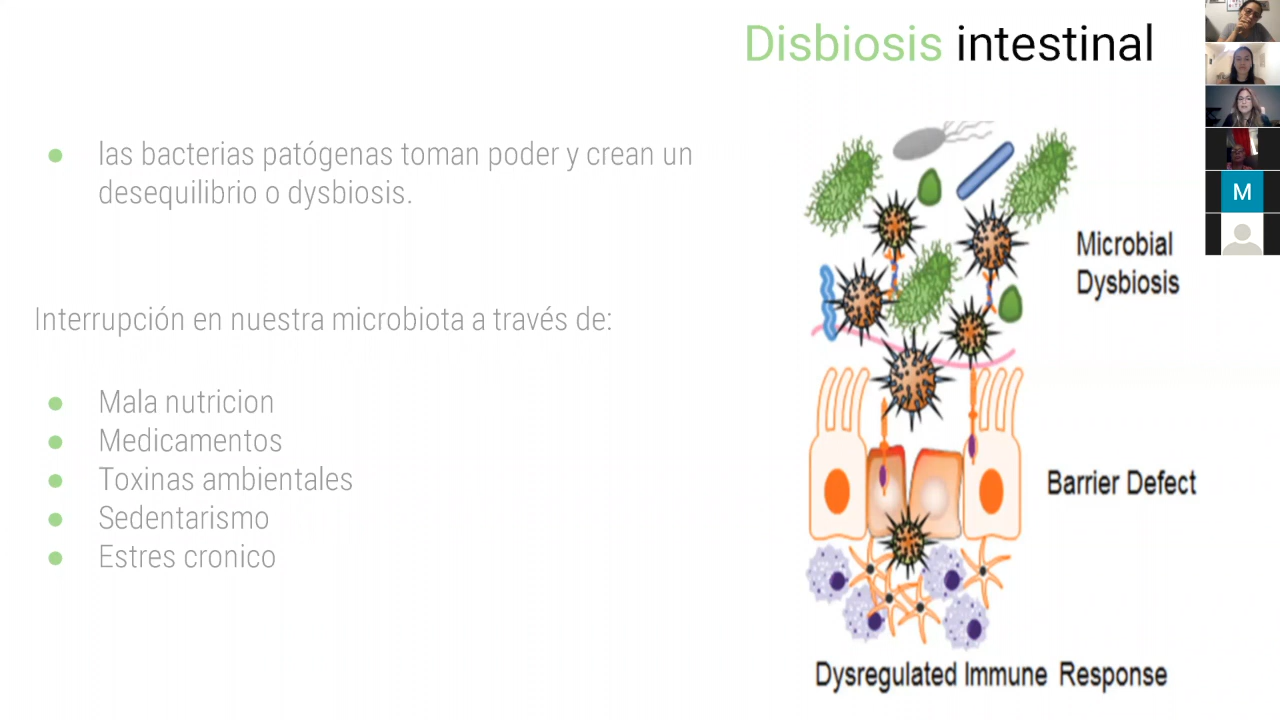 Disbiosis intestinal
las bacterias patógenas toman poder y crean un
desequilibrio o dysbiosis.
Interrupción en nuestra microbiota a través de:
Mala nutricion
Medicamentos
Toxinas ambientales
Sedentarismo
Estres cronico
Microbial
Dysbiosis
Barrier Defect
Dysregulated Immune Response
M